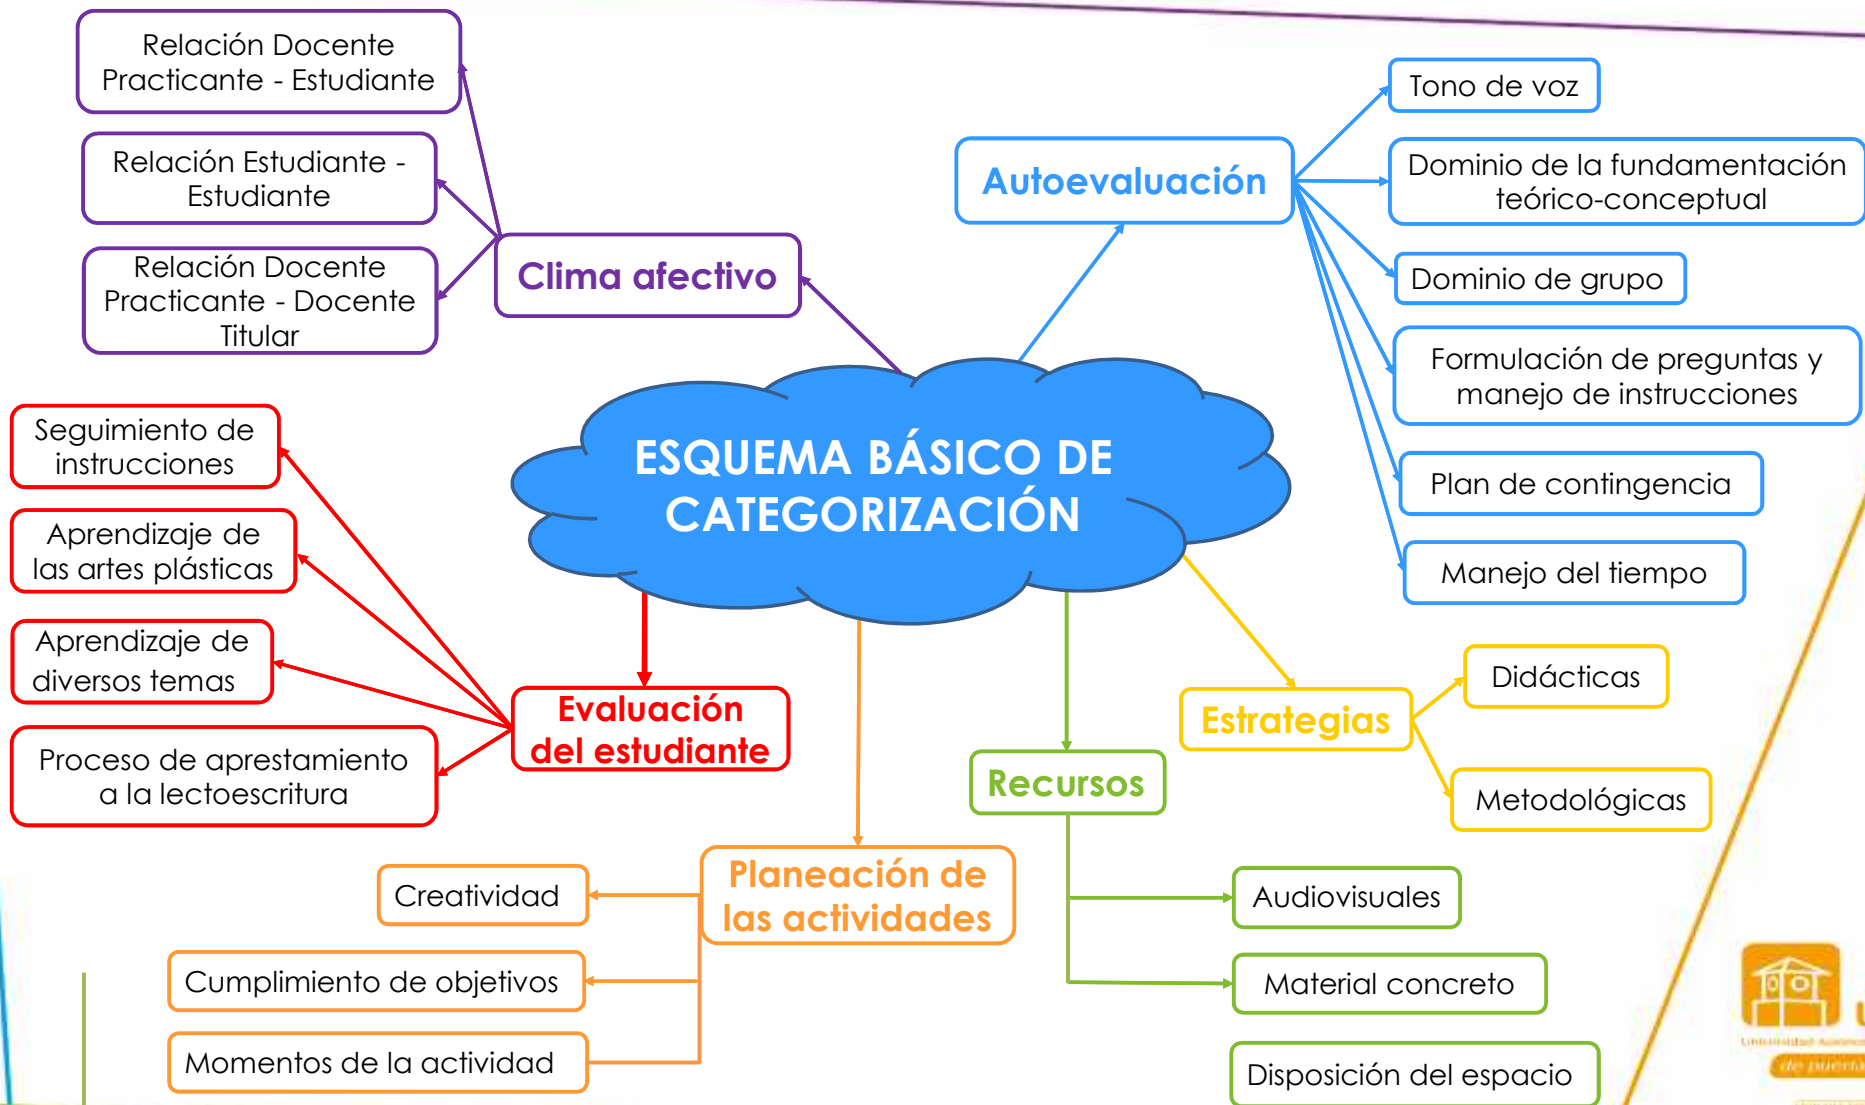 Relación Docente
Practicante - Estudiante
Relación Estudiante -
Estudiante
Relación Docente
Practicante - Docente
Titular
Clima afectivo
Autoevaluación
Tono de voz
Dominio de la fundamentación
teórico-conceptual
Dominio de grupo
Formulación de preguntas y
manejo de instrucciones
Plan de contingencia
Manejo del tiempo
ESQUEMA BÁSICO DE
CATEGORIZACIÓN
Seguimiento de
instrucciones
Aprendizaje de
las artes plásticas
Aprendizaje de
diversos temas
Proceso de aprestamiento
a la lectoescritura
Evaluación
del estudiante
Estrategias
Didácticas
Metodológicas
Recursos
Audiovisuales
Material concreto
Disposición del espacio
Planeación de
las actividades
Creatividad
Cumplimiento de objetivos
Momentos de la actividad